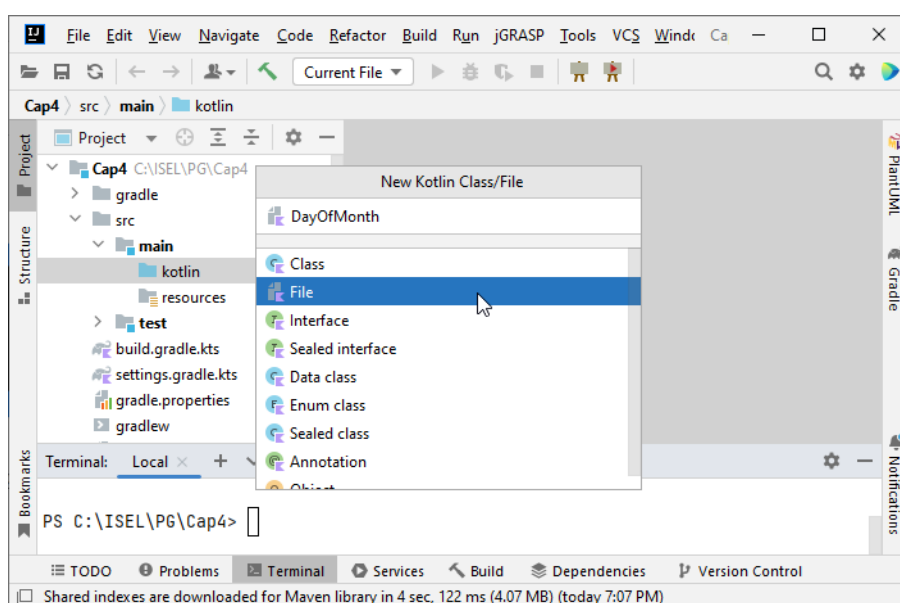 File Edit View Navigate Code Refactor Build Run jGRASP Tools VCS Windo Ca
Current File
Cap4 src main kotlin
Project
Project
Cap4 C:\ISEL\PG\Cap4
gradle
src
main
kotlin
resources
test
build.gradle.kts
settings.gradle.kts
gradle.properties
gradlew
Structure
Bookmarks
New Kotlin Class/File
DayOfMonth
Class
File
Interface
Sealed interface
Data class
Enum class
Sealed class
Annotation
Object
PlantUML
Gradle
Notifications
Terminal: Local
PS C:\ISEL\PG\Cap4>
TODO Problems Terminal Services Build Dependencies Version Control
Shared indexes are downloaded for Maven library in 4 sec, 122 ms (4.07 MB) (today 7:07 PM)